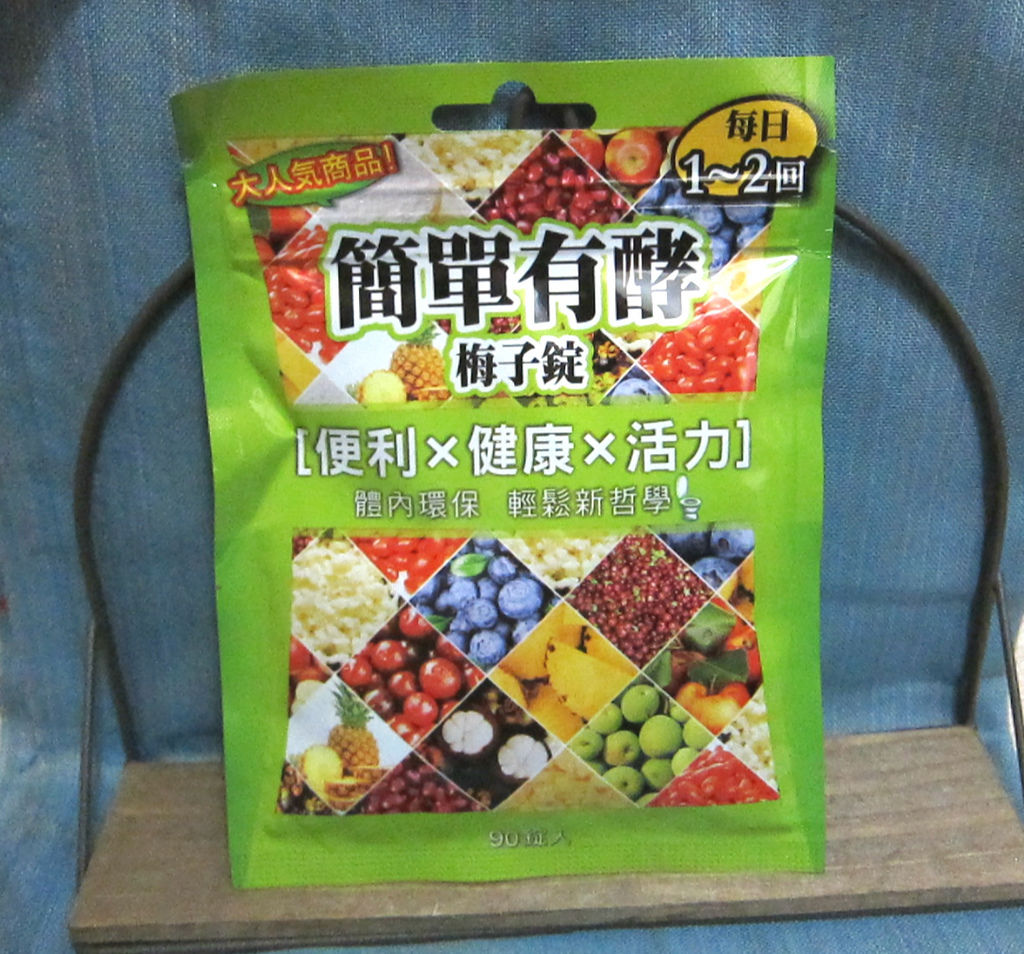 每日
1～2回
大人気商品!
簡單有酵
梅子錠
[便利×健康×活力]
體內環保 輕鬆新哲學
90錠入